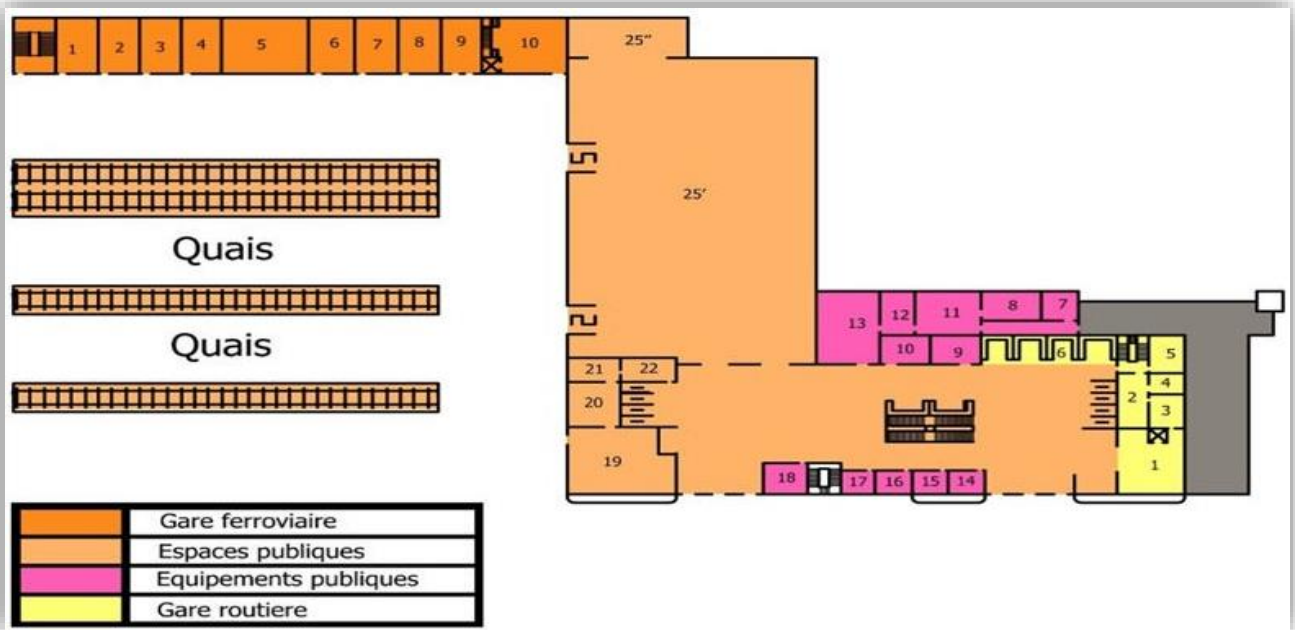 1 2 3 4 5 6 7 8 9 10
25’’
25’
Quais
Quais
13 12 11 8 7
10 9 6 5
21 22
20
2 4
3
19
1
18 17 16 15 14
Gare ferroviaire
Espaces publiques
Equipements publiques
Gare routiere